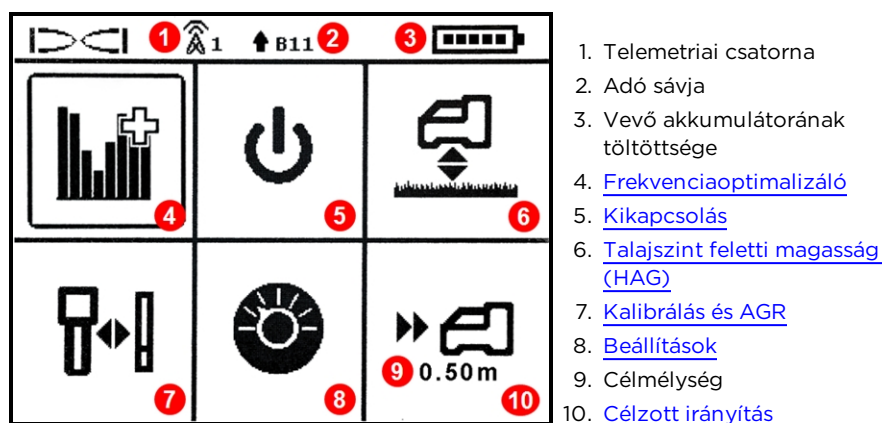 1 1 B11 2 3
4 5 6
7 8 9 0.50m 10
1. Telemetriai csatorna
2. Adó sávja
3. Vevő akkumulátorának
töltöttsége
4. Frekvenciaoptimalizáló
5. Kikapcsolás
6. Talajszint feletti magasság
(HAG)
7. Kalibrálás és AGR
8. Beállítások
9. Célmélység
10. Célzott irányítás